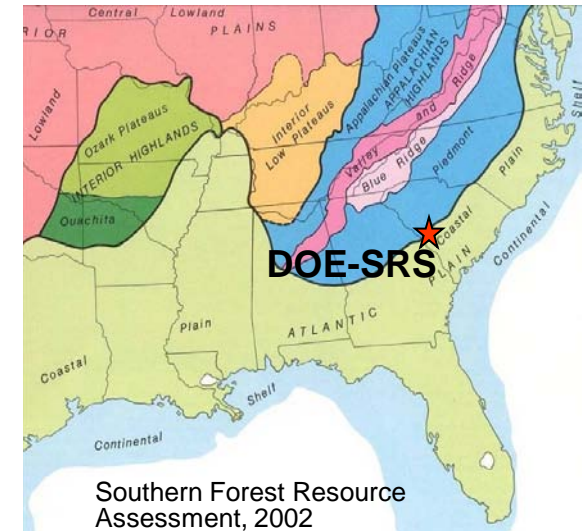 Central Lowland
RIOR PLAINS
Lowland
Ozark Plateaus
INTERIOR HIGHLANDS
Ouachita
Interior
Low Plateaus
Appalachian Plateaus
APPALACHIAN
HIGHLANDS
Valley and Ridge
Blue Ridge
Piedmont
Plain
Coastal
PLAIN
Continental
DOE-SRS
ATLANTIC
Plain
Coastal
Shelf
Continental
Southern Forest Resource
Assessment, 2002